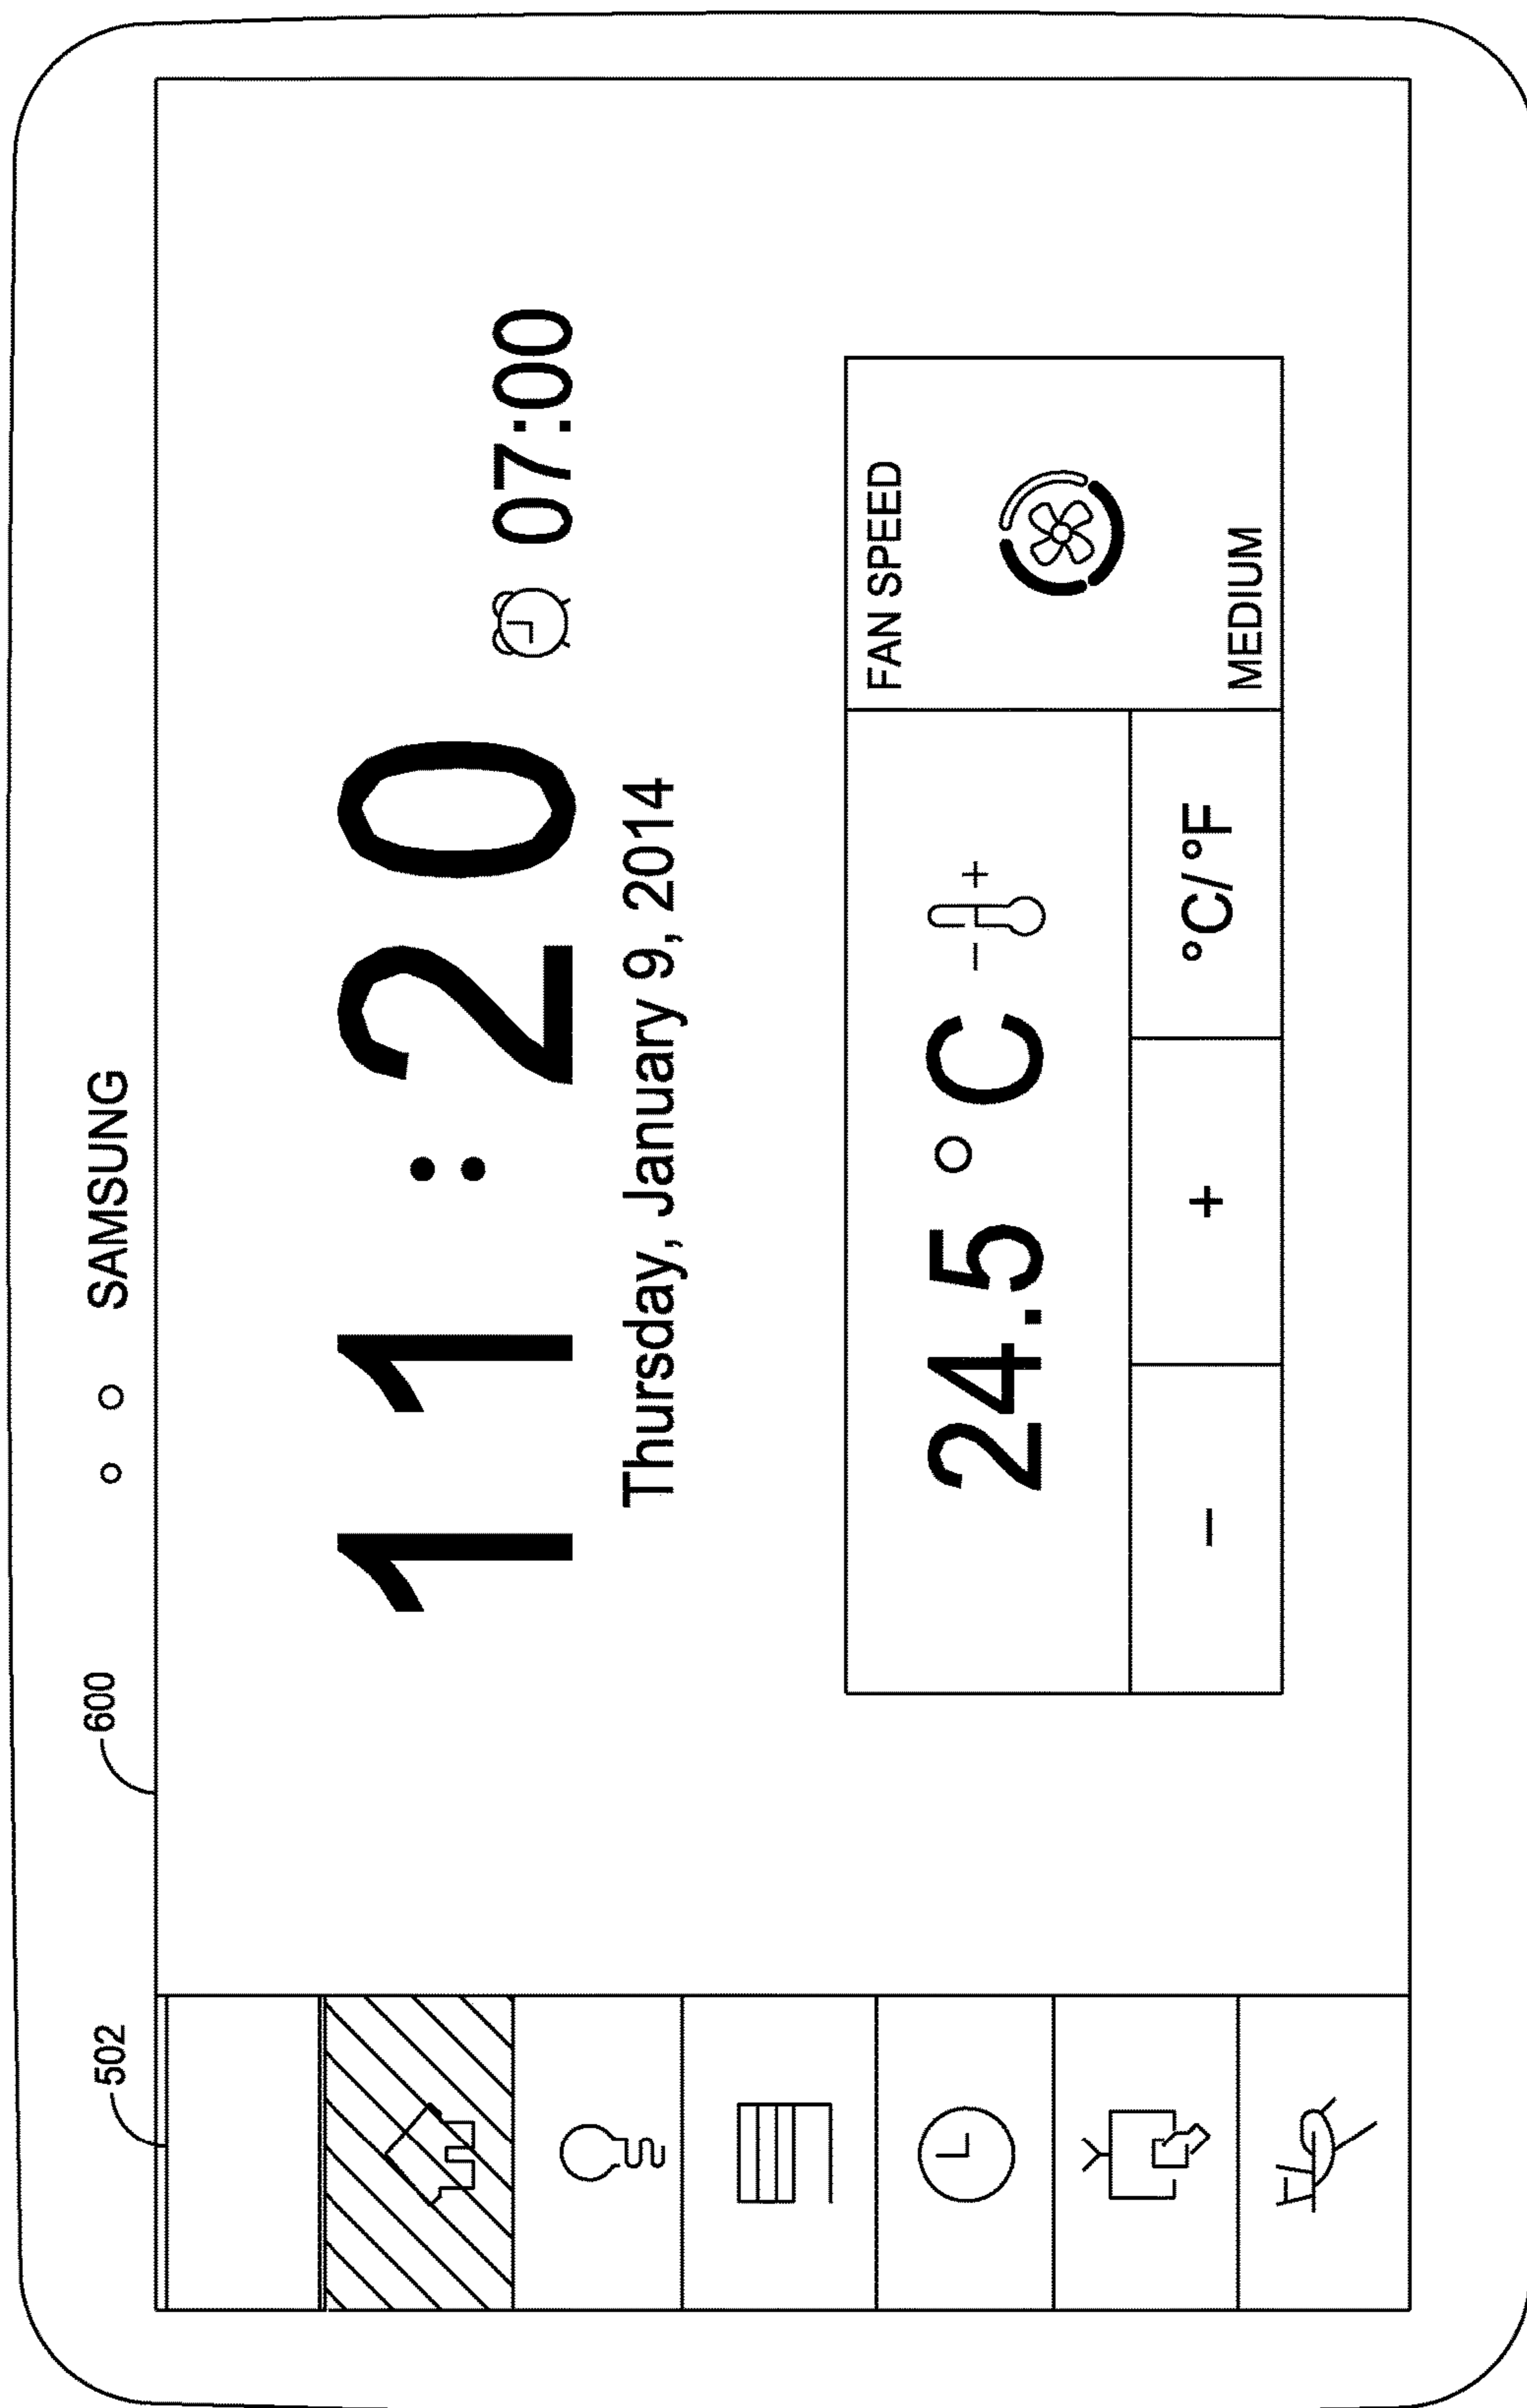 502
600
SAMSUNG
11:20
07:00
Thursday, January 9, 2014
24.5°C
- +
FAN SPEED
MEDIUM
-
+
°C/°F